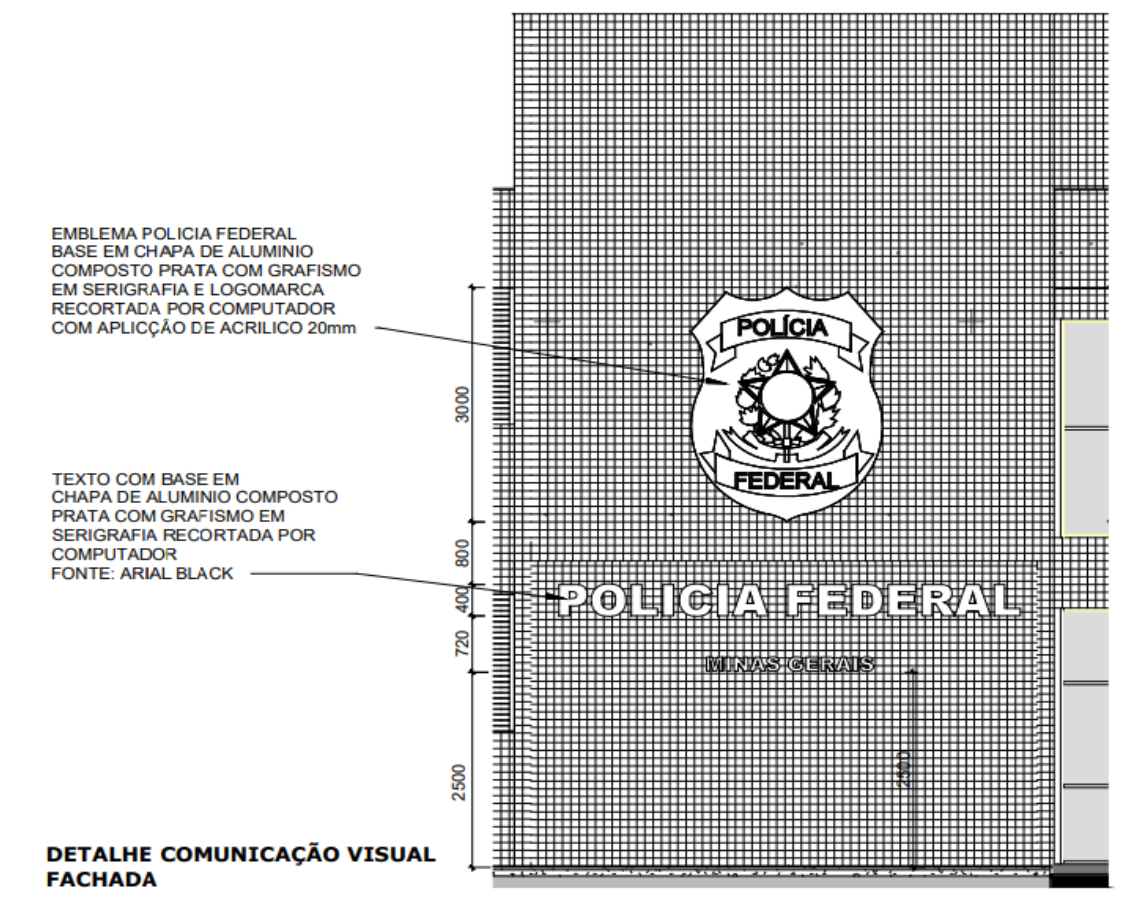 EMBLEMA POLICIA FEDERAL
BASE EM CHAPA DE ALUMINIO
COMPOSTO PRATA COM GRAFISMO
EM SERIGRAFIA E LOGOMARCA
RECORTADA POR COMPUTADOR
COM APLICÇÃO DE ACRILICO 20mm
POLÍCIA
FEDERAL
3000
TEXTO COM BASE EM
CHAPA DE ALUMINIO COMPOSTO
PRATA COM GRAFISMO EM
SERIGRAFIA RECORTADA POR
COMPUTADOR
FONTE: ARIAL BLACK
800
400
POLICIA FEDERAL
720
MINAS GERAIS
2500
2500
DETALHE COMUNICAÇÃO VISUAL
FACHADA